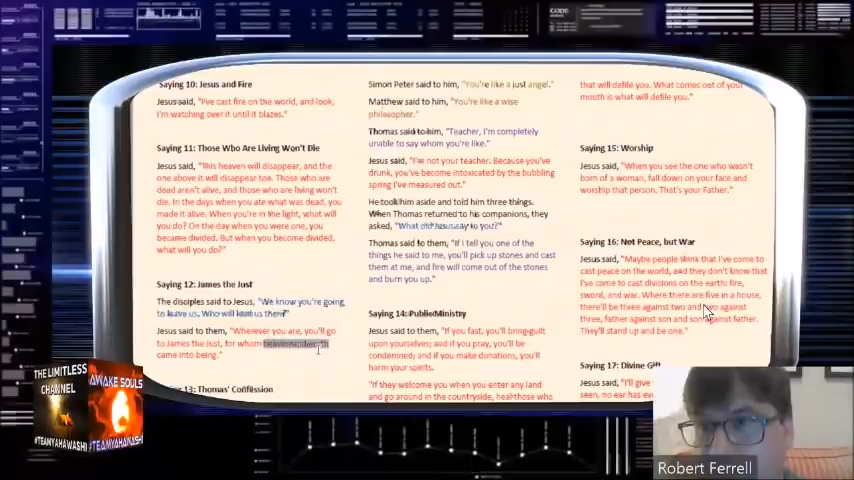 CODE
Saying 10: Jesus and Fire
Jesus said, "I've cast fire on the world, and look,
I'm watching over it until it blazes."
Saying 11: Those Who Are Living Won't Die
Jesus said, "This heaven will disappear, and the
one above it will disappear too. Those who are
dead aren't alive, and those who are living won't
die. In the days when you ate what was dead, you
made it alive. When you're in the light, what will
you do? On the day when you were one, you
became divided. But when you become divided,
what will you do?"
Saying 12: James the Just
The disciples said to Jesus, "We know you're going
to leave us. Who will lead us then?"
Jesus said to them, "Wherever you are, you'll go
to James the Just, for whom heaven and earth
came into being."
13: Thomas' Confession
Simon Peter said to him, "You're like a just angel."
Matthew said to him, "You're like a wise
philosopher."
Thomas said to him, "Teacher, I'm completely
unable to say whom you're like."
Jesus said, "I'm not your teacher. Because you've
drunk, you've become intoxicated by the bubbling
spring I've measured out."
He took him aside and told him three things.
When Thomas returned to his companions, they
asked, "What did Jesus say to you?"
Thomas said to them, "If i tell you one of the
things he said to me, you'll pick up stones and cast
them at me, and fire will come out of the stones
and burn you up."
Saying 14: Public Ministry
Jesus said to them, "If you fast, you'll bring guilt
upon yourselves; and if you pray, you'll be
condemned; and if you make donations, you'll
harm your spirits.
"If they welcome you when you enter any land
and go around in the countryside, heal those who
that will defile you. What comes out of your
mouth is what will defile you."
Saying 15: Worship
Jesus said, "When you see the one who wasn't
born of a woman, fall down on your face and
worship that person. That's your Father."
Saying 16: Not Peace, but War
Jesus said, "Maybe people think that I've come to
cast peace on the world, and they don't know that
I've come to cast divisions on the earth: fire,
sword, and war. Where there are five in a house,
there'll be three against two and two against
three, father against son and son against father.
They'll stand up and be one."
Saying 17: Divine Gift
Jesus said, "I'll give
seen, no ear has
THE LIMITLESS
CHANNEL
#TEAMYAHAWASHI
AWAKE SOULS
#TEAMYAHAWASHI
Robert Ferrell